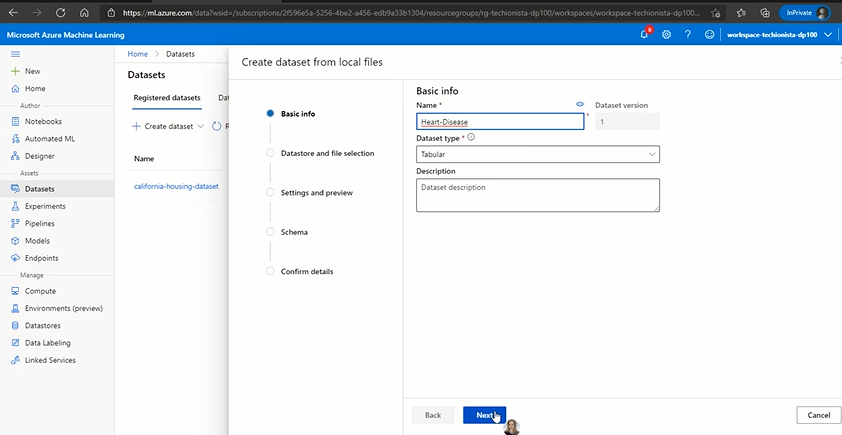 https://ml.azure.com/data?wsid=/subscriptions/2f596e5a-5256-4be2-a456-edb9a33b1304/resourcegroups/rg-techionista-dp100/workspaces/workspace-techionista-dp100...
InPrivate
Microsoft Azure Machine Learning
8
workspace-techionista-dp100
New
Home
Author
Notebooks
Automated ML
Designer
Assets
Datasets
Experiments
Pipelines
Models
Endpoints
Manage
Compute
Environments (preview)
Datastores
Data Labeling
Linked Services
Home > Datasets
Datasets
Registered datasets
Dat
Create dataset
R
Name
california-housing-dataset
Create dataset from local files
Basic info
Datastore and file selection
Settings and preview
Schema
Confirm details
Basic info
Name *
Dataset version
Heart-Disease
*
1
Dataset type *
Tabular
Description
Dataset description
Back
Next
Cancel